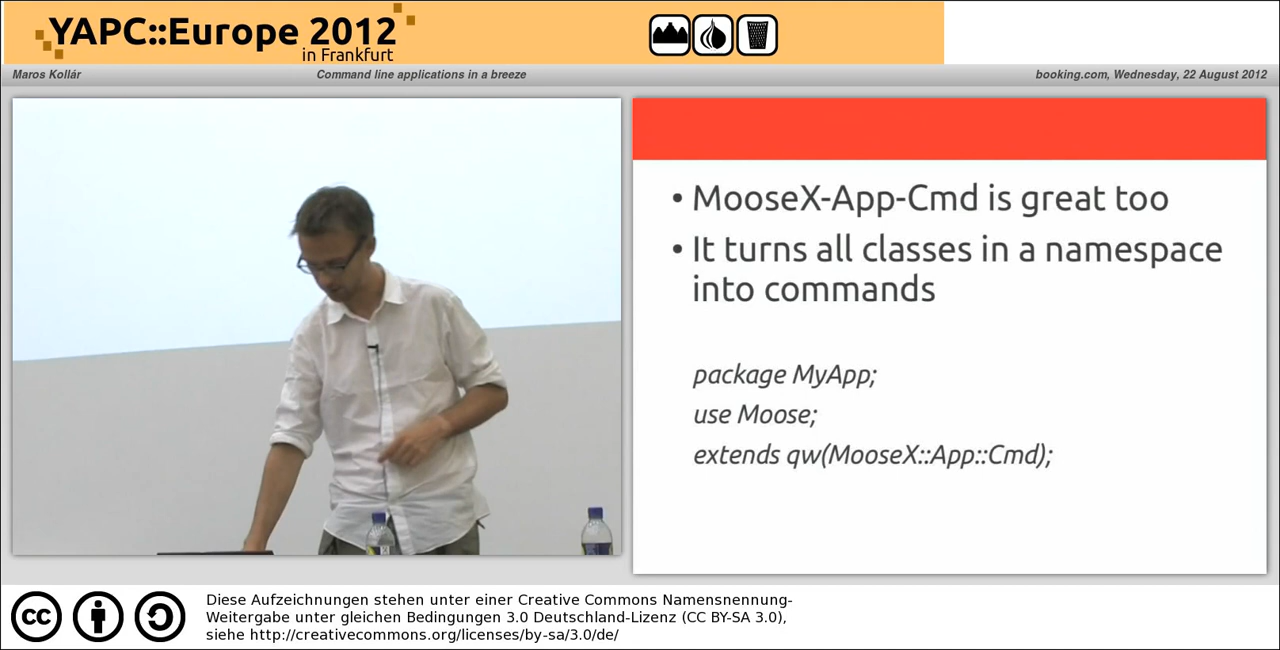 YAPC::Europe 2012
in Frankfurt
Maros Kollár
Command line applications in a breeze
booking.com, Wednesday, 22 August 2012
• MooseX-App-Cmd is great too
• It turns all classes in a namespace
into commands
package MyApp;
use Moose;
extends qw(MooseX::App::Cmd);
cc
Diese Aufzeichnungen stehen unter einer Creative Commons Namensnennung-
Weitergabe unter gleichen Bedingungen 3.0 Deutschland-Lizenz (CC BY-SA 3.0),
siehe http://creativecommons.org/licenses/by-sa/3.0/de/